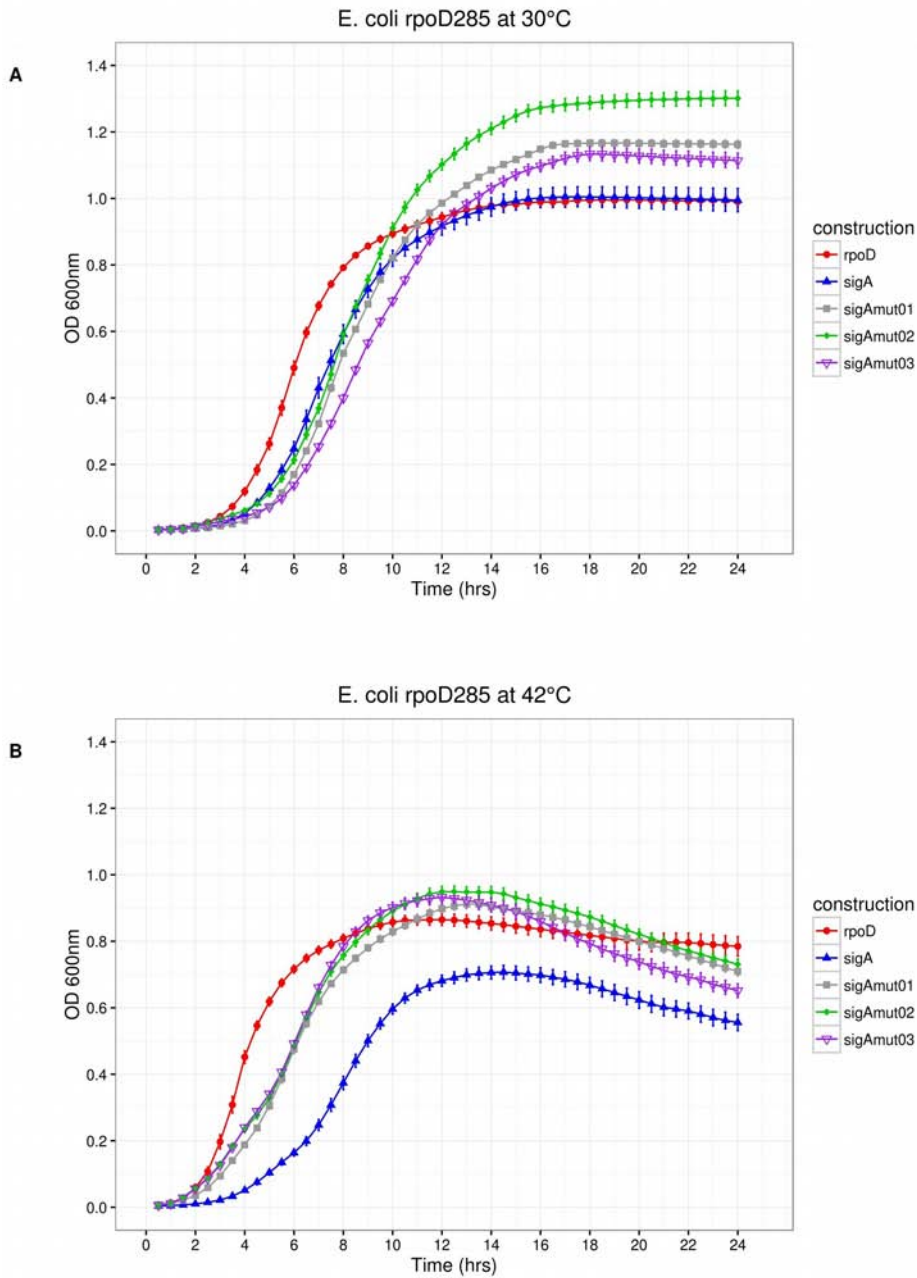 E. coli rpoD285 at 30°C
A
1.4
1.2
1.0
0.8
0.6
0.4
0.2
0.0
OD 600nm
0 2 4 6 8 10 12 14 16 18 20 22 24
Time (hrs)
construction
rpoD
sigA
sigAmut01
sigAmut02
sigAmut03
E. coli rpoD285 at 42°C
B
1.4
1.2
1.0
0.8
0.6
0.4
0.2
0.0
OD 600nm
0 2 4 6 8 10 12 14 16 18 20 22 24
Time (hrs)
construction
rpoD
sigA
sigAmut01
sigAmut02
sigAmut03